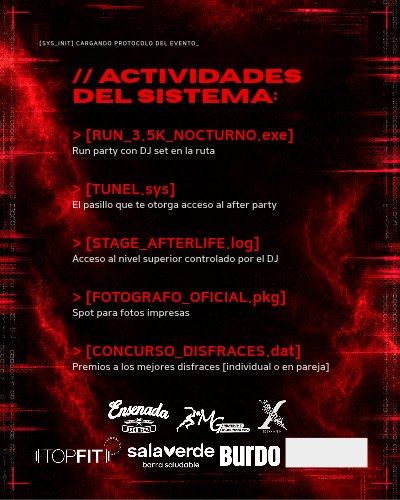 [SYS_INIT] CARGANDO PROTOCOLO DEL EVENTO_
// ACTIVIDADES
DEL SISTEMA:
> [RUN_3.5K_NOCTURNO.exe]
Run party con DJ set en la ruta
> [TUNEL.sys]
El pasillo que te otorga acceso al after party
> [STAGE_AFTERLIFE.log]
Acceso al nivel superior controlado por el DJ
> [FOTOGRAFO_OFICIAL.pkg]
Spot para fotos impresas
> [CONCURSO_DISFRACES.dat]
Premios a los mejores disfraces [individual o en pareja]
Ensenada
MG
X
TOPFIT
salaverde
barra saludable
BURDO